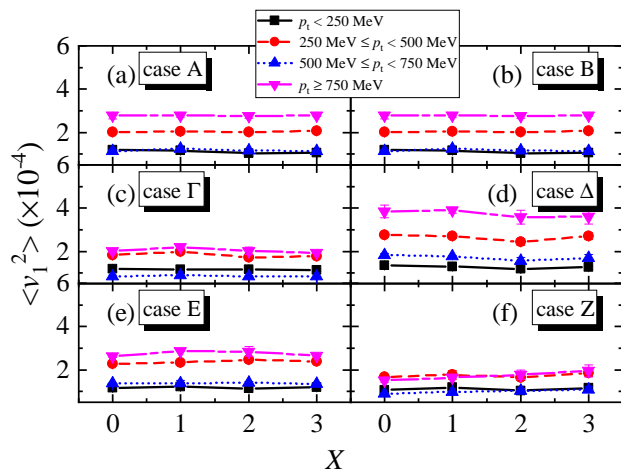 p_t < 250 MeV
250 MeV ≤ p_t < 500 MeV
500 MeV ≤ p_t < 750 MeV
p_t ≥ 750 MeV
<v_1^2> (×10^-4)
6
4
2
(a) case A
(b) case B
6
4
2
(c) case Γ
(d) case Δ
6
4
2
(e) case E
(f) case Z
0 1 2 3 0 1 2 3
X